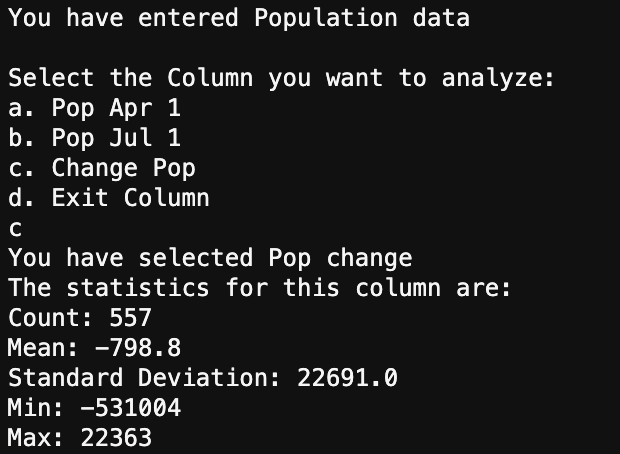 You have entered Population data
Select the Column you want to analyze:
a. Pop Apr 1
b. Pop Jul 1
c. Change Pop
d. Exit Column
c
You have selected Pop change
The statistics for this column are:
Count: 557
Mean: -798.8
Standard Deviation: 22691.0
Min: -531004
Max: 22363